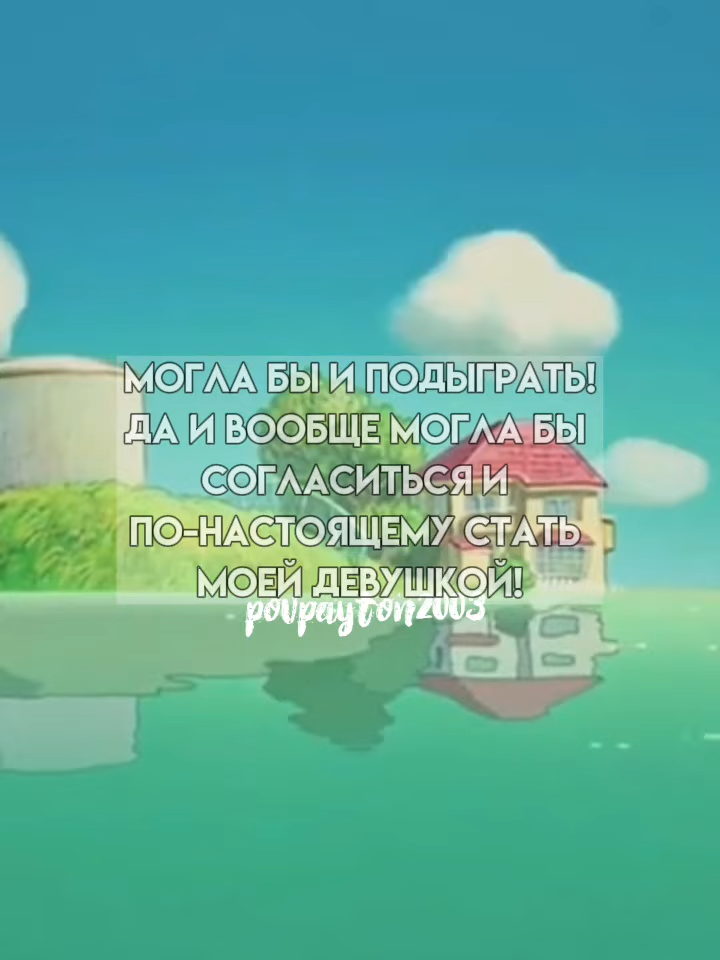 МОГЛА БЫ И ПОДЫГРАТЬ!
ДА И ВООБЩЕ МОГЛА БЫ
СОГЛАСИТЬСЯ И
ПО-НАСТОЯЩЕМУ СТАТЬ
МОЕЙ ДЕВУШКОЙ!
povpayton2003